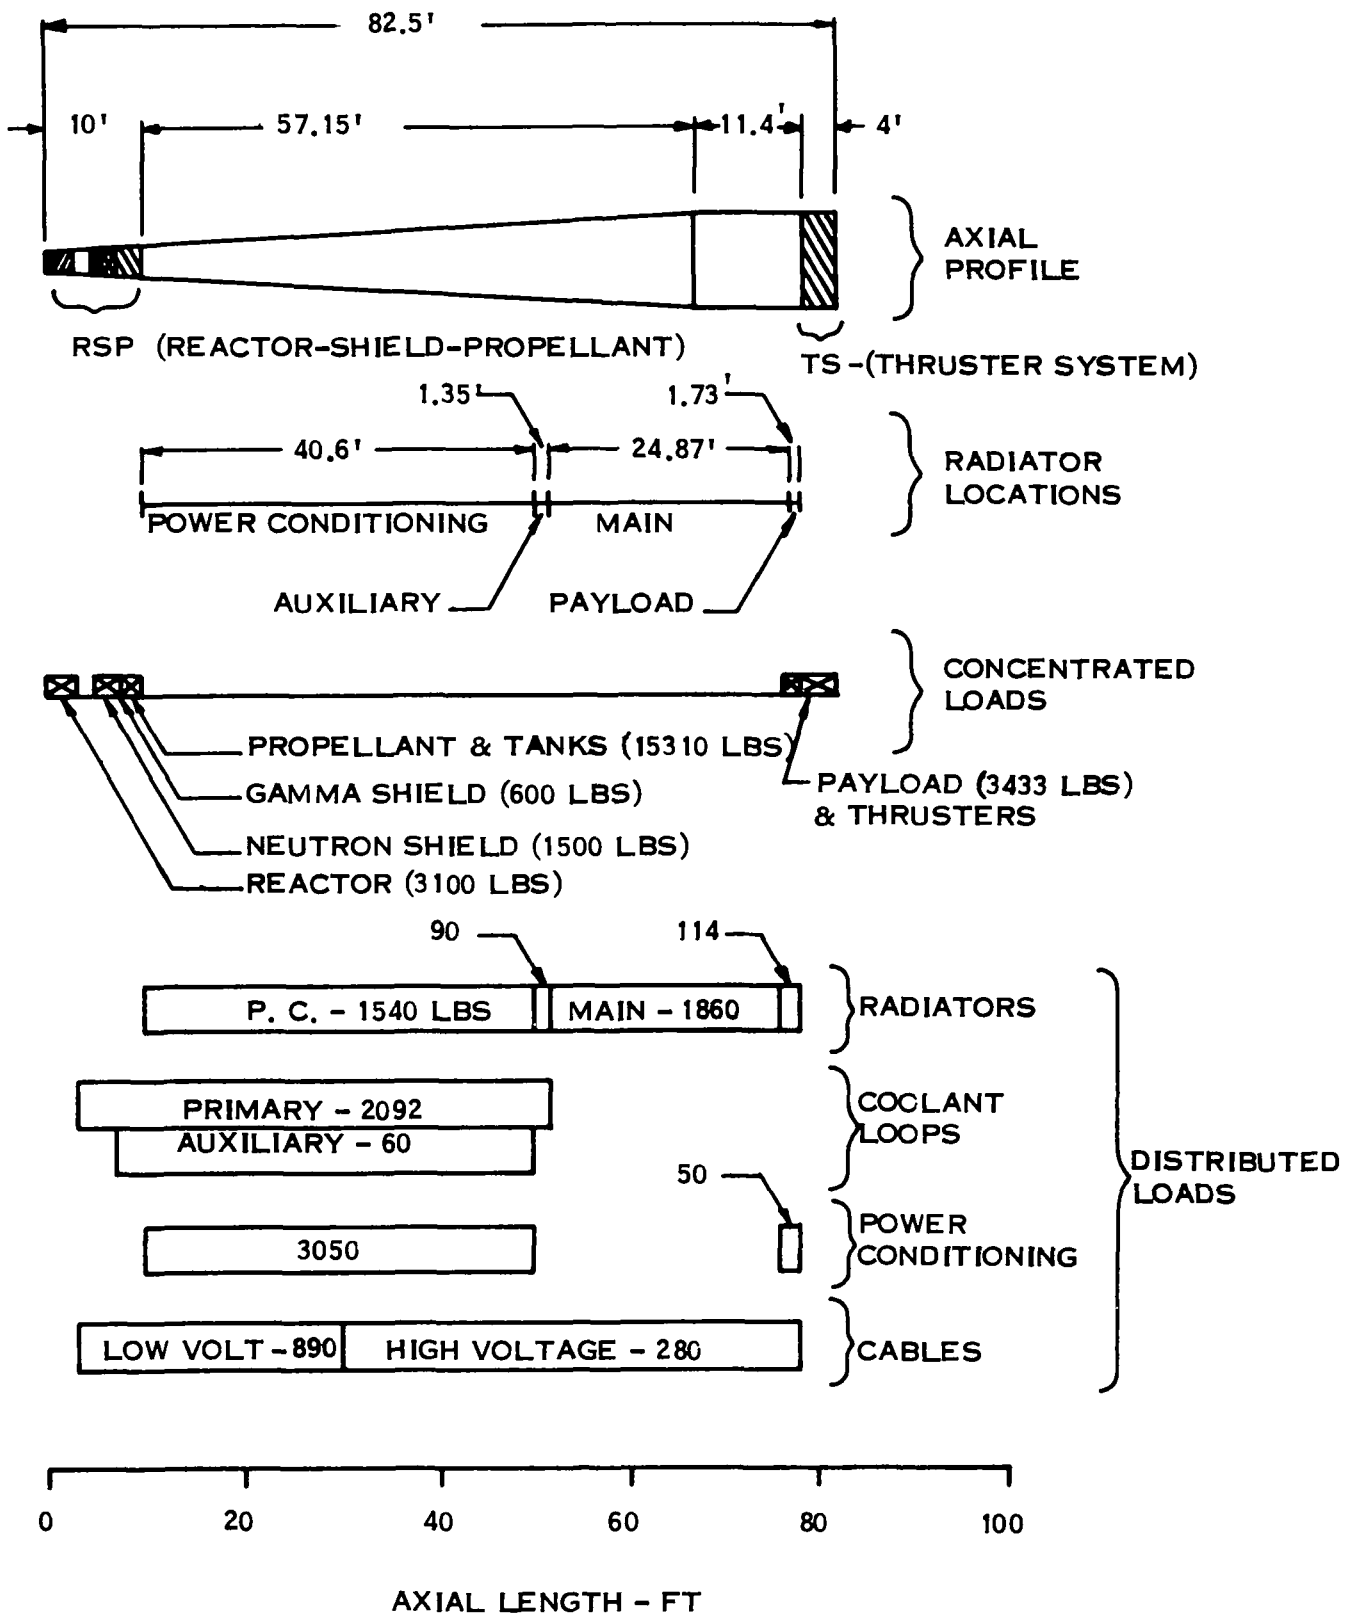 82.5'
10'
57.15'
11.4'
4'
AXIAL
PROFILE
RSP (REACTOR-SHIELD-PROPELLANT)
TS-(THRUSTER SYSTEM)
1.35'
1.73'
40.6'
24.87'
RADIATOR
LOCATIONS
POWER CONDITIONING
MAIN
AUXILIARY
PAYLOAD
CONCENTRATED
LOADS
PROPELLANT & TANKS (15310 LBS)
GAMMA SHIELD (600 LBS)
PAYLOAD (3433 LBS)
& THRUSTERS
NEUTRON SHIELD (1500 LBS)
REACTOR (3100 LBS)
90
114
P. C. - 1540 LBS
MAIN - 1860
RADIATORS
PRIMARY - 2092
AUXILIARY - 60
COOLANT
LOOPS
DISTRIBUTED
LOADS
50
3050
POWER
CONDITIONING
LOW VOLT-890
HIGH VOLTAGE - 280
CABLES
0 20 40 60 80 100
AXIAL LENGTH - FT